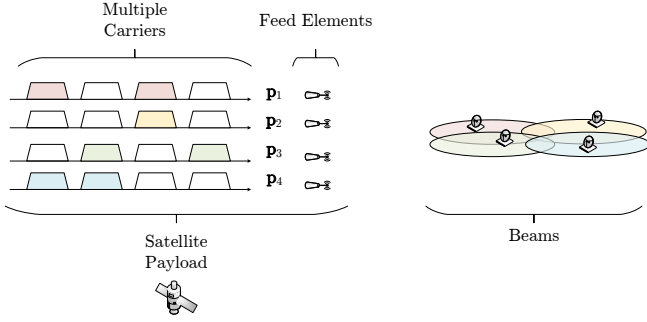 Multiple
Carriers
Feed Elements
p₁
p₂
p₃
p₄
Satellite
Payload
Beams